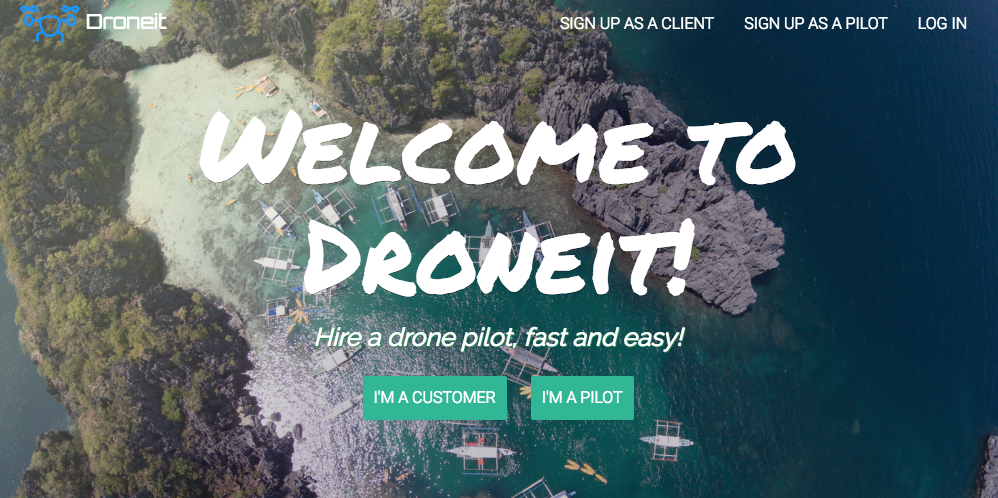 Droneit
SIGN UP AS A CLIENT
SIGN UP AS A PILOT
LOG IN
WELCOME TO
DRONEIT!
Hire a drone pilot, fast and easy!
I'M A CUSTOMER
I'M A PILOT